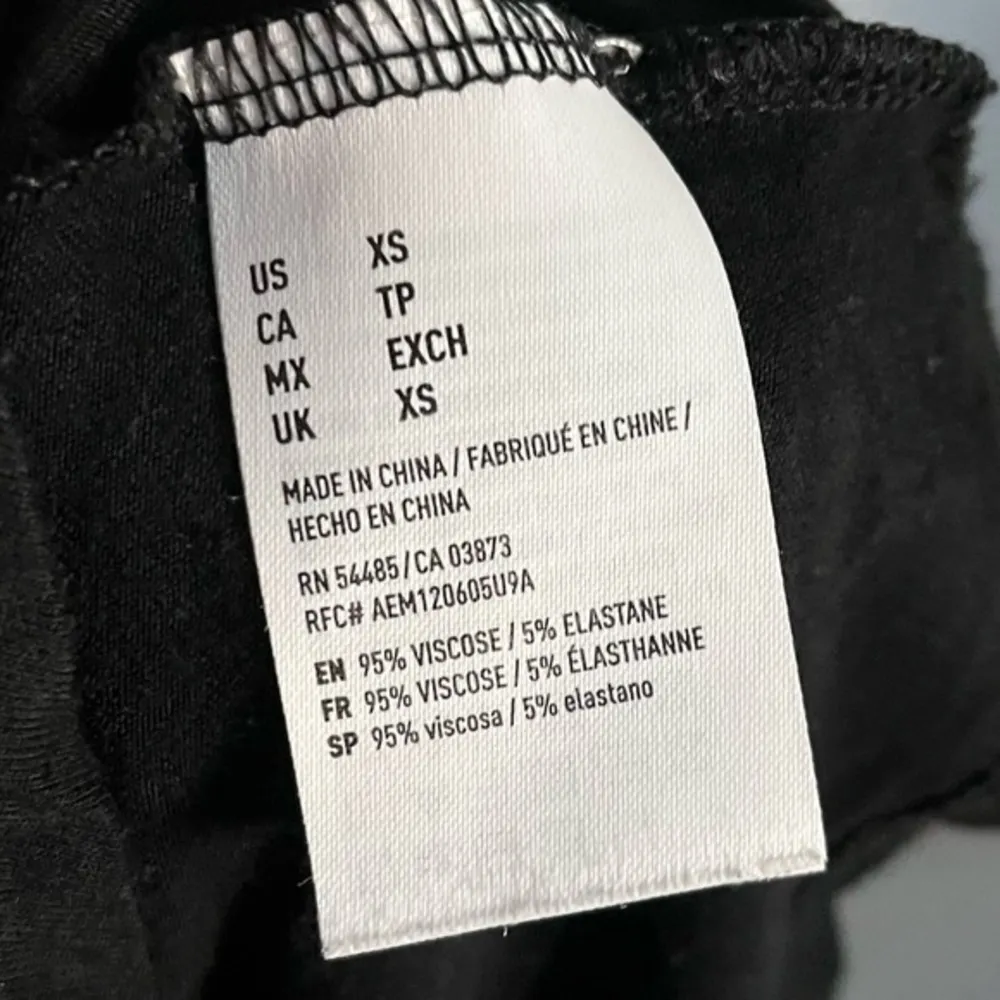 US XS
CA TP
MX EXCH
UK XS
MADE IN CHINA / FABRIQUÉ EN CHINE /
HECHO EN CHINA
RN 54485 / CA 03873
RFC# AEM120605U9A
EN 95% VISCOSE / 5% ELASTANE
FR 95% VISCOSE / 5% ÉLASTHANNE
SP 95% viscosa / 5% elastano